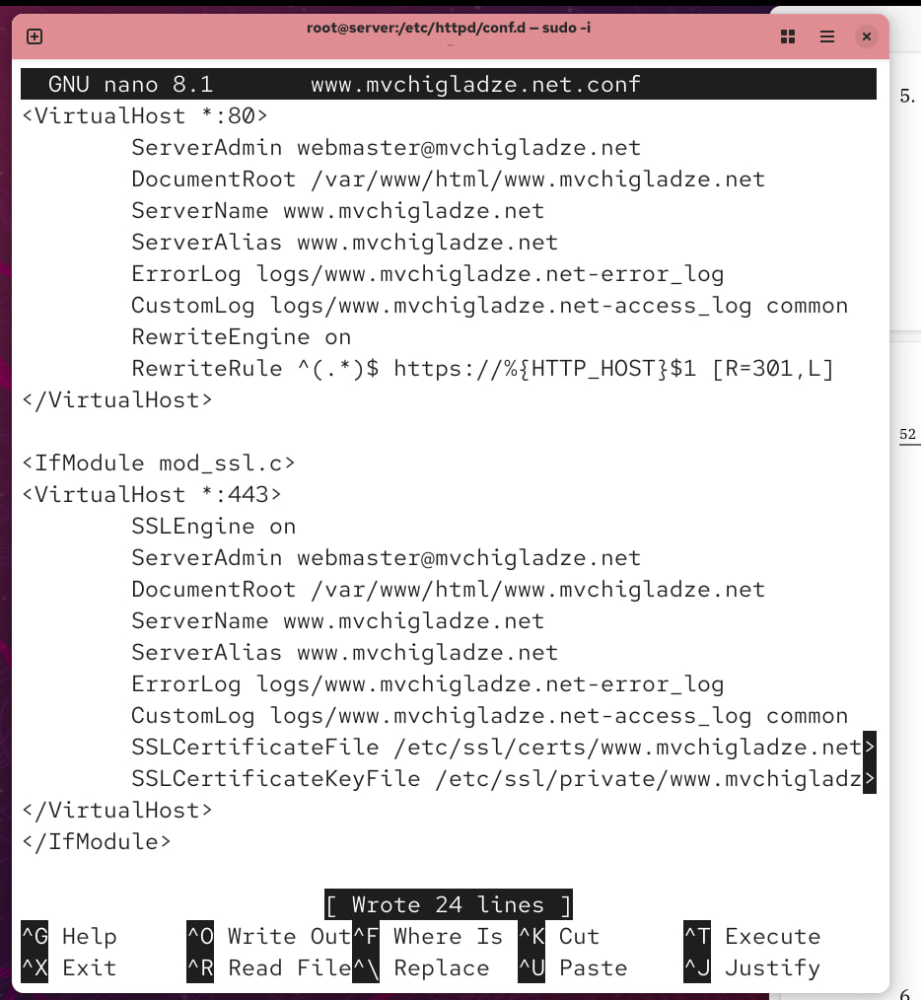 root@server:/etc/httpd/conf.d — sudo -i
~
GNU nano 8.1 www.mvchigladze.net.conf
<VirtualHost *:80>
ServerAdmin webmaster@mvchigladze.net
DocumentRoot /var/www/html/www.mvchigladze.net
ServerName www.mvchigladze.net
ServerAlias www.mvchigladze.net
ErrorLog logs/www.mvchigladze.net-error_log
CustomLog logs/www.mvchigladze.net-access_log common
RewriteEngine on
RewriteRule ^(.*)$ https://%{HTTP_HOST}$1 [R=301,L]
</VirtualHost>
<IfModule mod_ssl.c>
<VirtualHost *:443>
SSLEngine on
ServerAdmin webmaster@mvchigladze.net
DocumentRoot /var/www/html/www.mvchigladze.net
ServerName www.mvchigladze.net
ServerAlias www.mvchigladze.net
ErrorLog logs/www.mvchigladze.net-error_log
CustomLog logs/www.mvchigladze.net-access_log common
SSLCertificateFile /etc/ssl/certs/www.mvchigladze.net>
SSLCertificateKeyFile /etc/ssl/private/www.mvchigladz>
</VirtualHost>
</IfModule>
[ Wrote 24 lines ]
^G Help ^O Write Out ^F Where Is ^K Cut ^T Execute
^X Exit ^R Read File ^\ Replace ^U Paste ^J Justify
5.
52
6